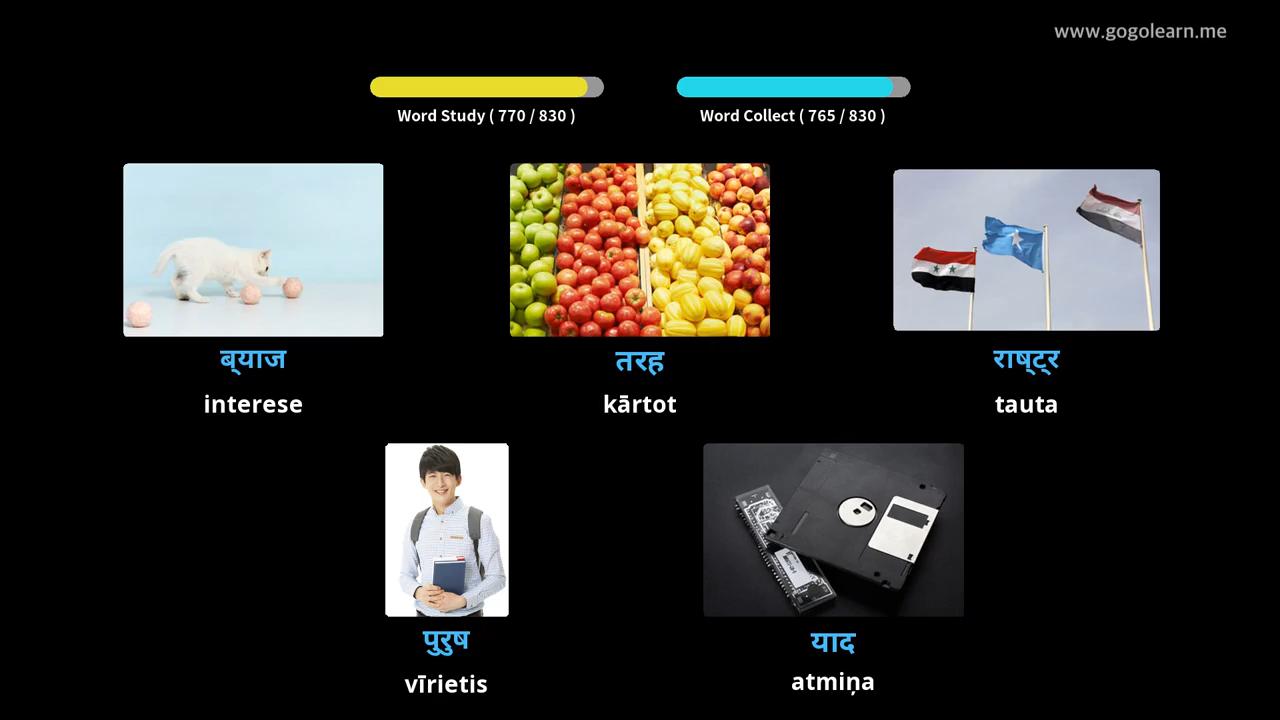 www.gogolearn.me
Word Study ( 770 / 830 )
Word Collect ( 765 / 830 )
ब्याज
तरह
राष्ट्र
interese
kārtot
tauta
पुरुष
याद
vīrietis
atmiņa